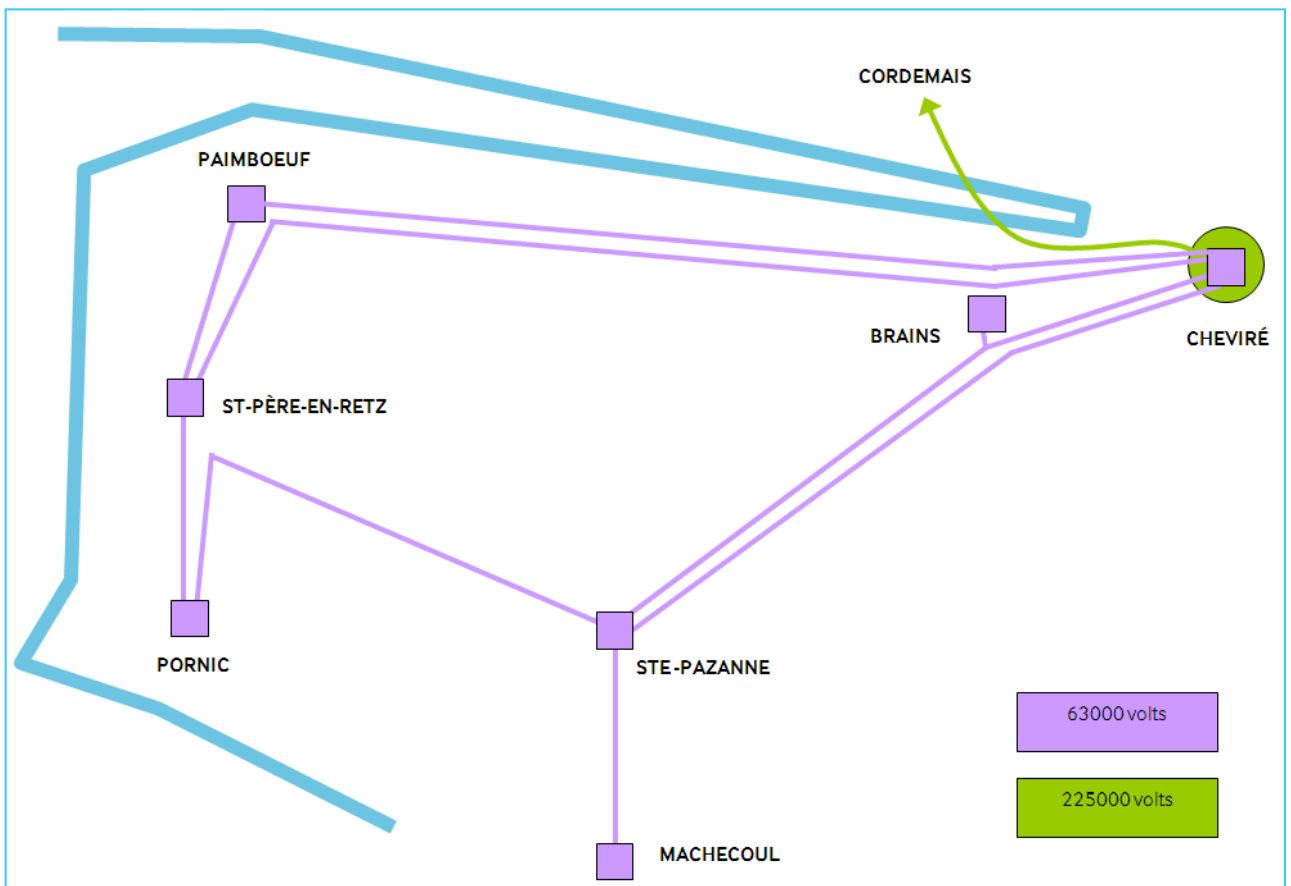 CORDEMAIS
PAIMBOEUF
BRAINS
CHEVIRÉ
ST-PÈRE-EN-RETZ
PORNIC
STE-PAZANNE
63000 volts
225000 volts
MACHECOUL